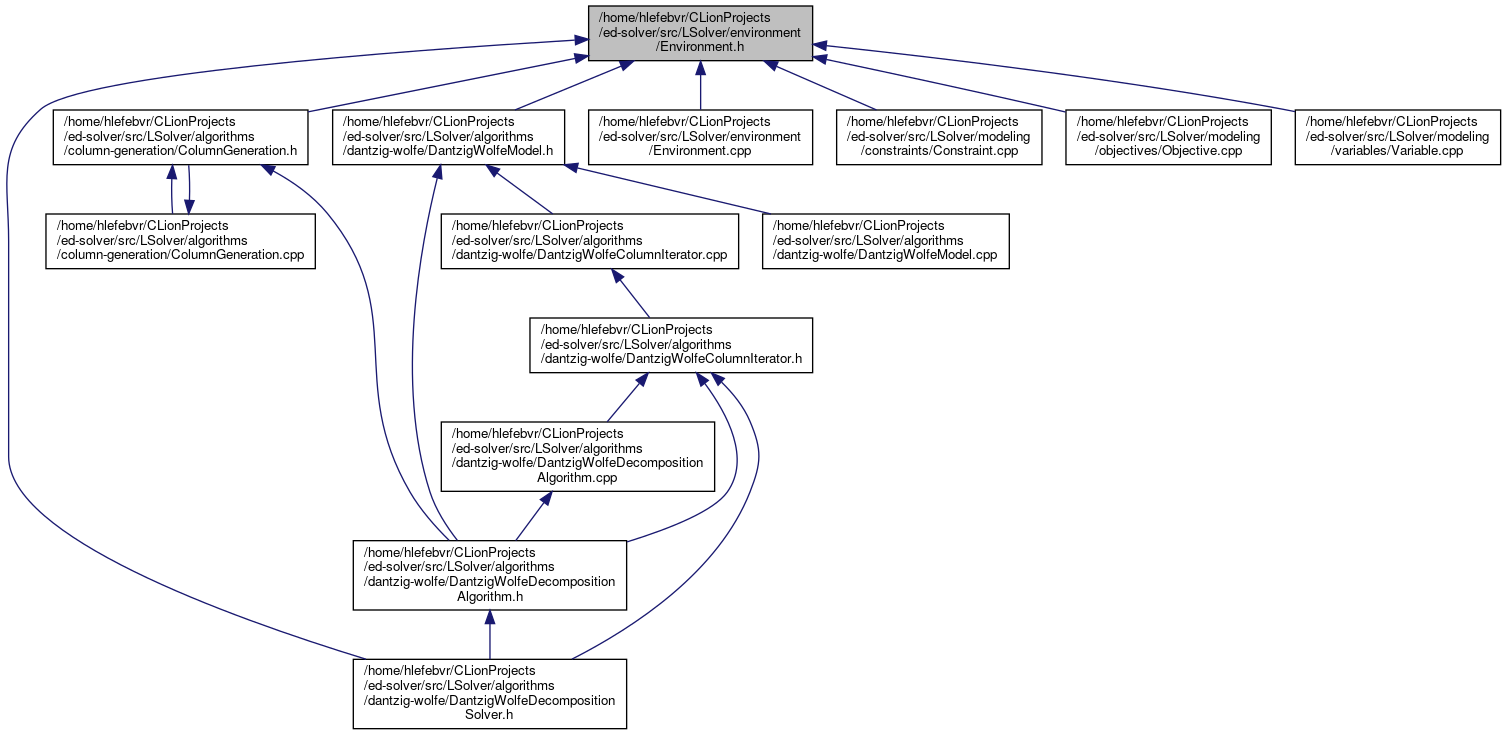 /home/hlefebvr/CLionProjects
/ed-solver/src/LSolver/environment
/Environment.h
/home/hlefebvr/CLionProjects
/ed-solver/src/LSolver/algorithms
/column-generation/ColumnGeneration.h
/home/hlefebvr/CLionProjects
/ed-solver/src/LSolver/algorithms
/dantzig-wolfe/DantzigWolfeModel.h
/home/hlefebvr/CLionProjects
/ed-solver/src/LSolver/environment
/Environment.cpp
/home/hlefebvr/CLionProjects
/ed-solver/src/LSolver/modeling
/constraints/Constraint.cpp
/home/hlefebvr/CLionProjects
/ed-solver/src/LSolver/modeling
/objectives/Objective.cpp
/home/hlefebvr/CLionProjects
/ed-solver/src/LSolver/modeling
/variables/Variable.cpp
/home/hlefebvr/CLionProjects
/ed-solver/src/LSolver/algorithms
/column-generation/ColumnGeneration.cpp
/home/hlefebvr/CLionProjects
/ed-solver/src/LSolver/algorithms
/dantzig-wolfe/DantzigWolfeColumnIterator.cpp
/home/hlefebvr/CLionProjects
/ed-solver/src/LSolver/algorithms
/dantzig-wolfe/DantzigWolfeModel.cpp
/home/hlefebvr/CLionProjects
/ed-solver/src/LSolver/algorithms
/dantzig-wolfe/DantzigWolfeColumnIterator.h
/home/hlefebvr/CLionProjects
/ed-solver/src/LSolver/algorithms
/dantzig-wolfe/DantzigWolfeDecomposition
Algorithm.cpp
/home/hlefebvr/CLionProjects
/ed-solver/src/LSolver/algorithms
/dantzig-wolfe/DantzigWolfeDecomposition
Algorithm.h
/home/hlefebvr/CLionProjects
/ed-solver/src/LSolver/algorithms
/dantzig-wolfe/DantzigWolfeDecomposition
Solver.h